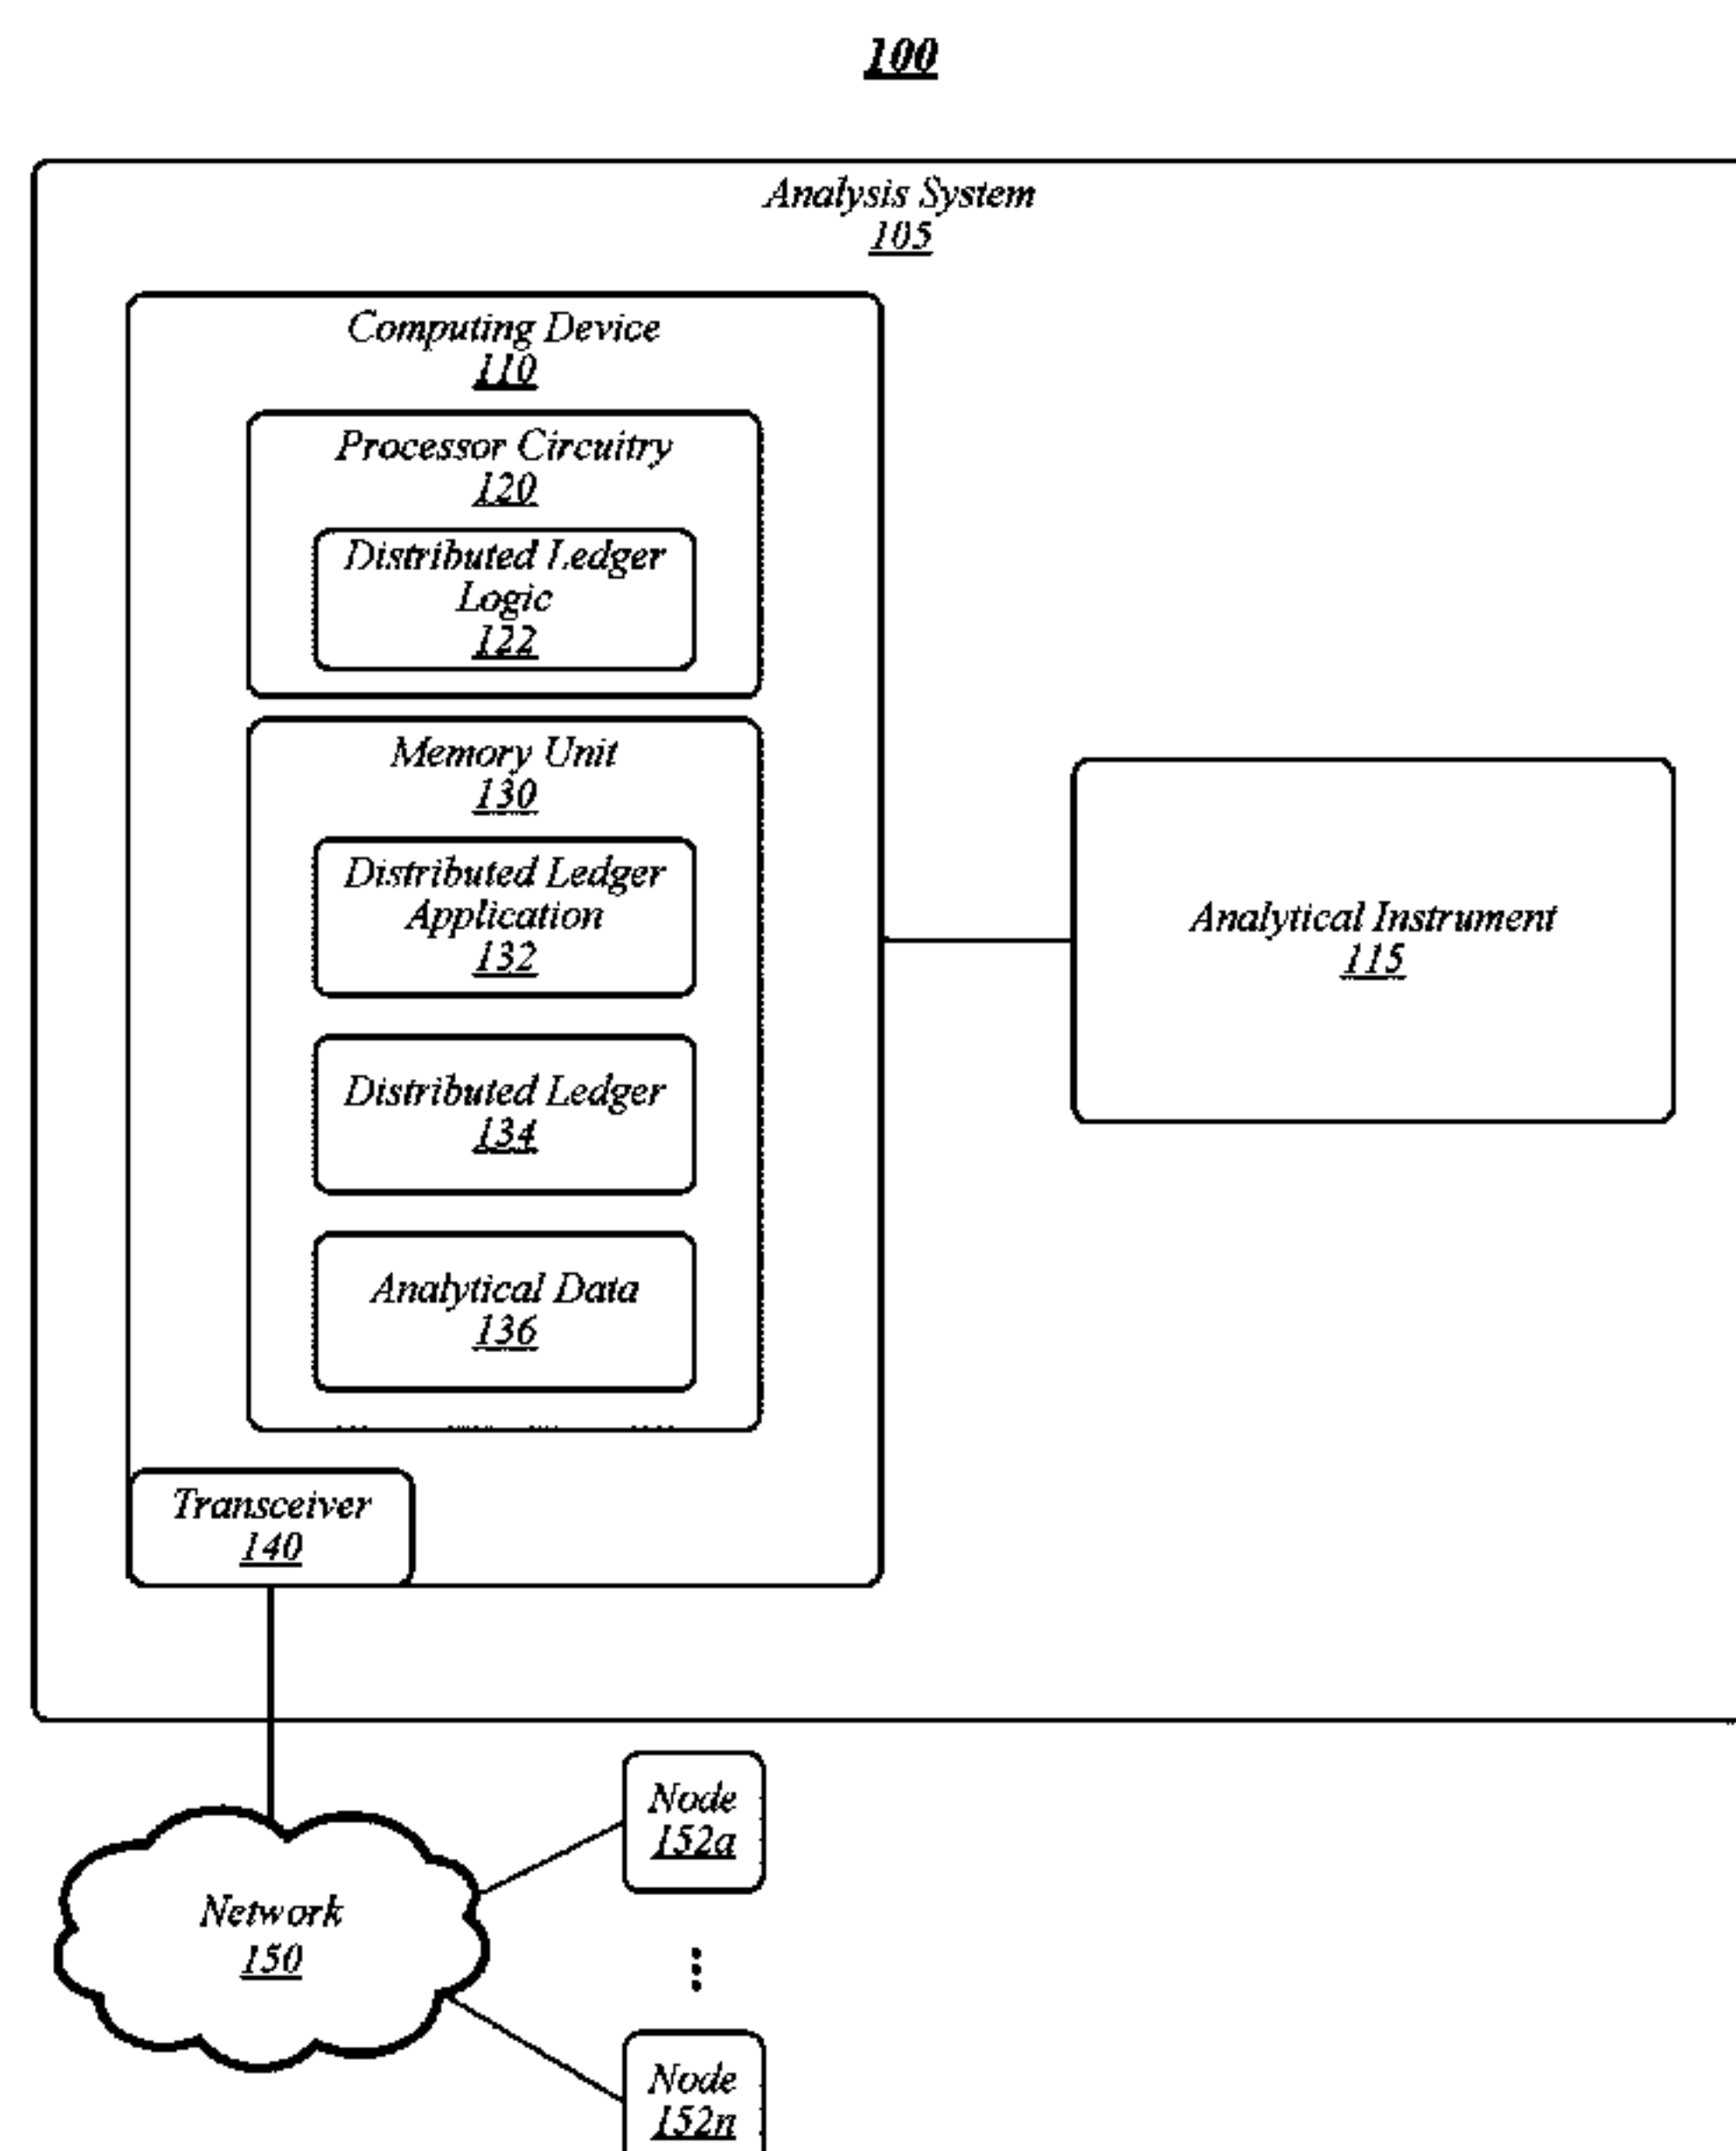 100
Analysis System
105
Computing Device
110
Processor Circuitry
120
Distributed Ledger
Logic
122
Memory Unit
130
Distributed Ledger
Application
132
Distributed Ledger
134
Analytical Data
136
Transceiver
140
Analytical Instrument
115
Network
150
Node
152a
Node
152n